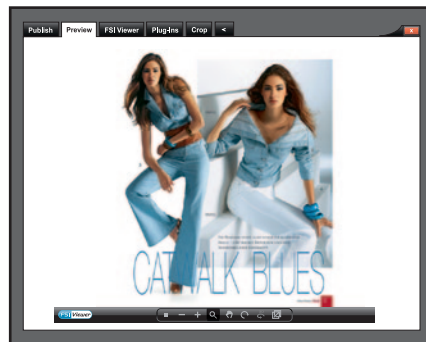 Publish Preview FSI Viewer Plug-Ins Crop <
x
CATWALK BLUES
FSI Viewer